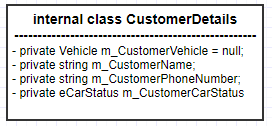 internal class CustomerDetails
- private Vehicle m_CustomerVehicle = null;
- private string m_CustomerName;
- private string m_CustomerPhoneNumber;
- private eCarStatus m_CustomerCarStatus